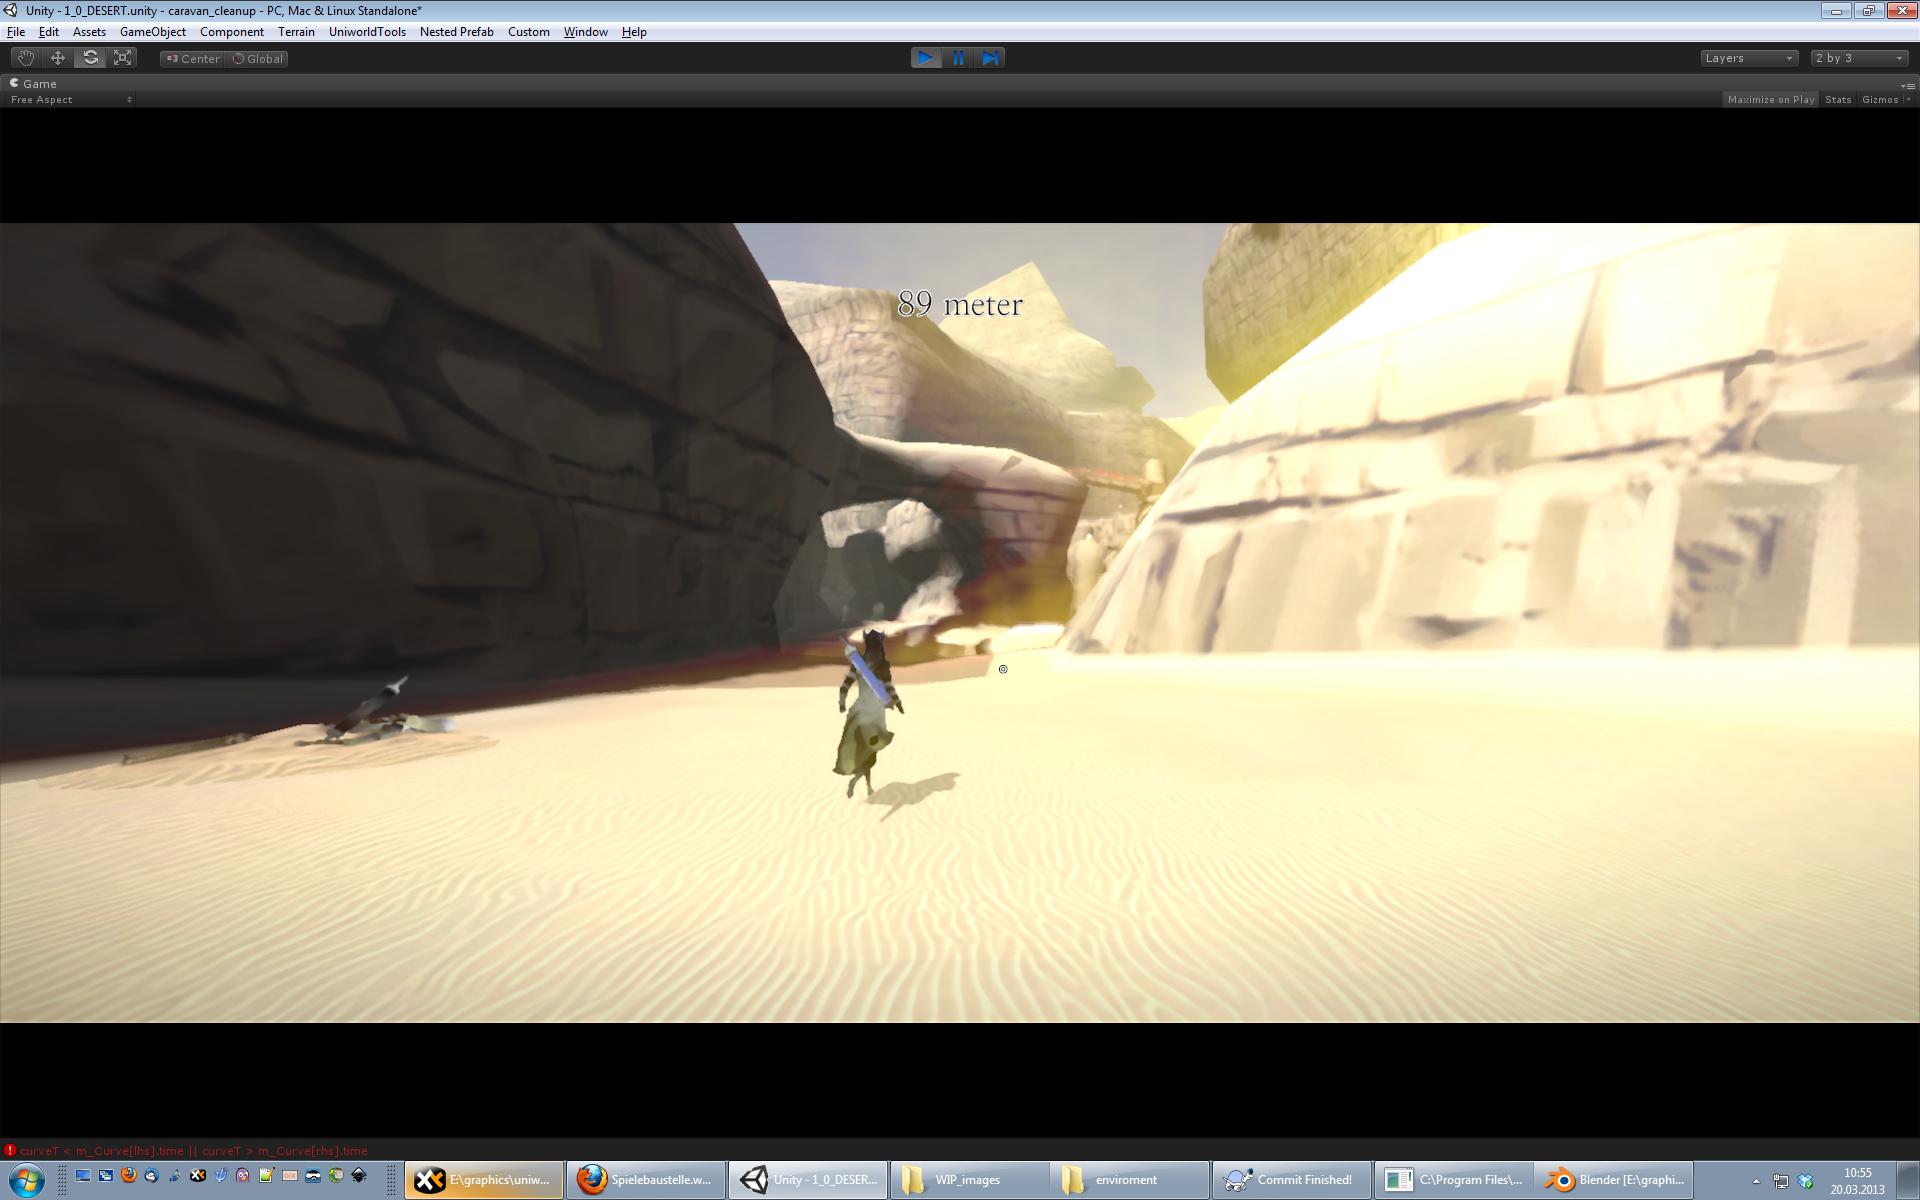 Unity - 1_0_DESERT.unity - caravan_cleanup - PC, Mac & Linux Standalone*
File Edit Assets GameObject Component Terrain UniworldTools Nested Prefab Custom Window Help
Center Global Layers 2 by 3
Game
Free Aspect Maximize on Play Stats Gizmos
89 meter
curveT < m_Curve[lhs].time || curveT > m_Curve[rhs].time
E:\graphics\uniw... Spielebaustelle.w... Unity - 1_0_DESER... WIP_images enviroment Commit Finished! C:\Program Files\... Blender [E:\graphi... 10:55
20.03.2013